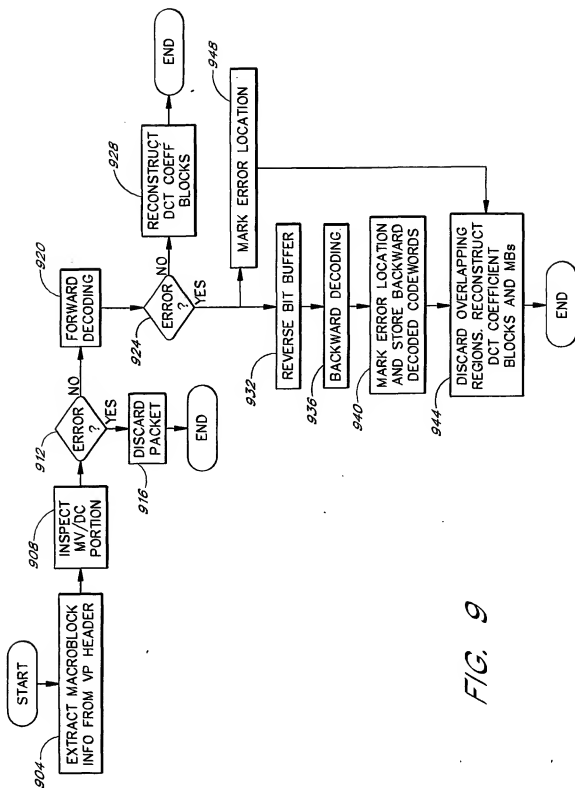 START
904
EXTRACT MACROBLOCK
INFO FROM VP HEADER
908
INSPECT
MV/DC
PORTION
912
ERROR
?
NO
YES
916
DISCARD
PACKET
END
920
FORWARD
DECODING
924
ERROR
?
NO
YES
928
RECONSTRUCT
DCT COEFF
BLOCKS
END
948
MARK ERROR LOCATION
932
REVERSE BIT BUFFER
936
BACKWARD DECODING
940
MARK ERROR LOCATION
AND STORE BACKWARD
DECODED CODEWORDS
944
DISCARD OVERLAPPING
REGIONS. RECONSTRUCT
DCT COEFFICIENT
BLOCKS AND MBs
END
FIG. 9